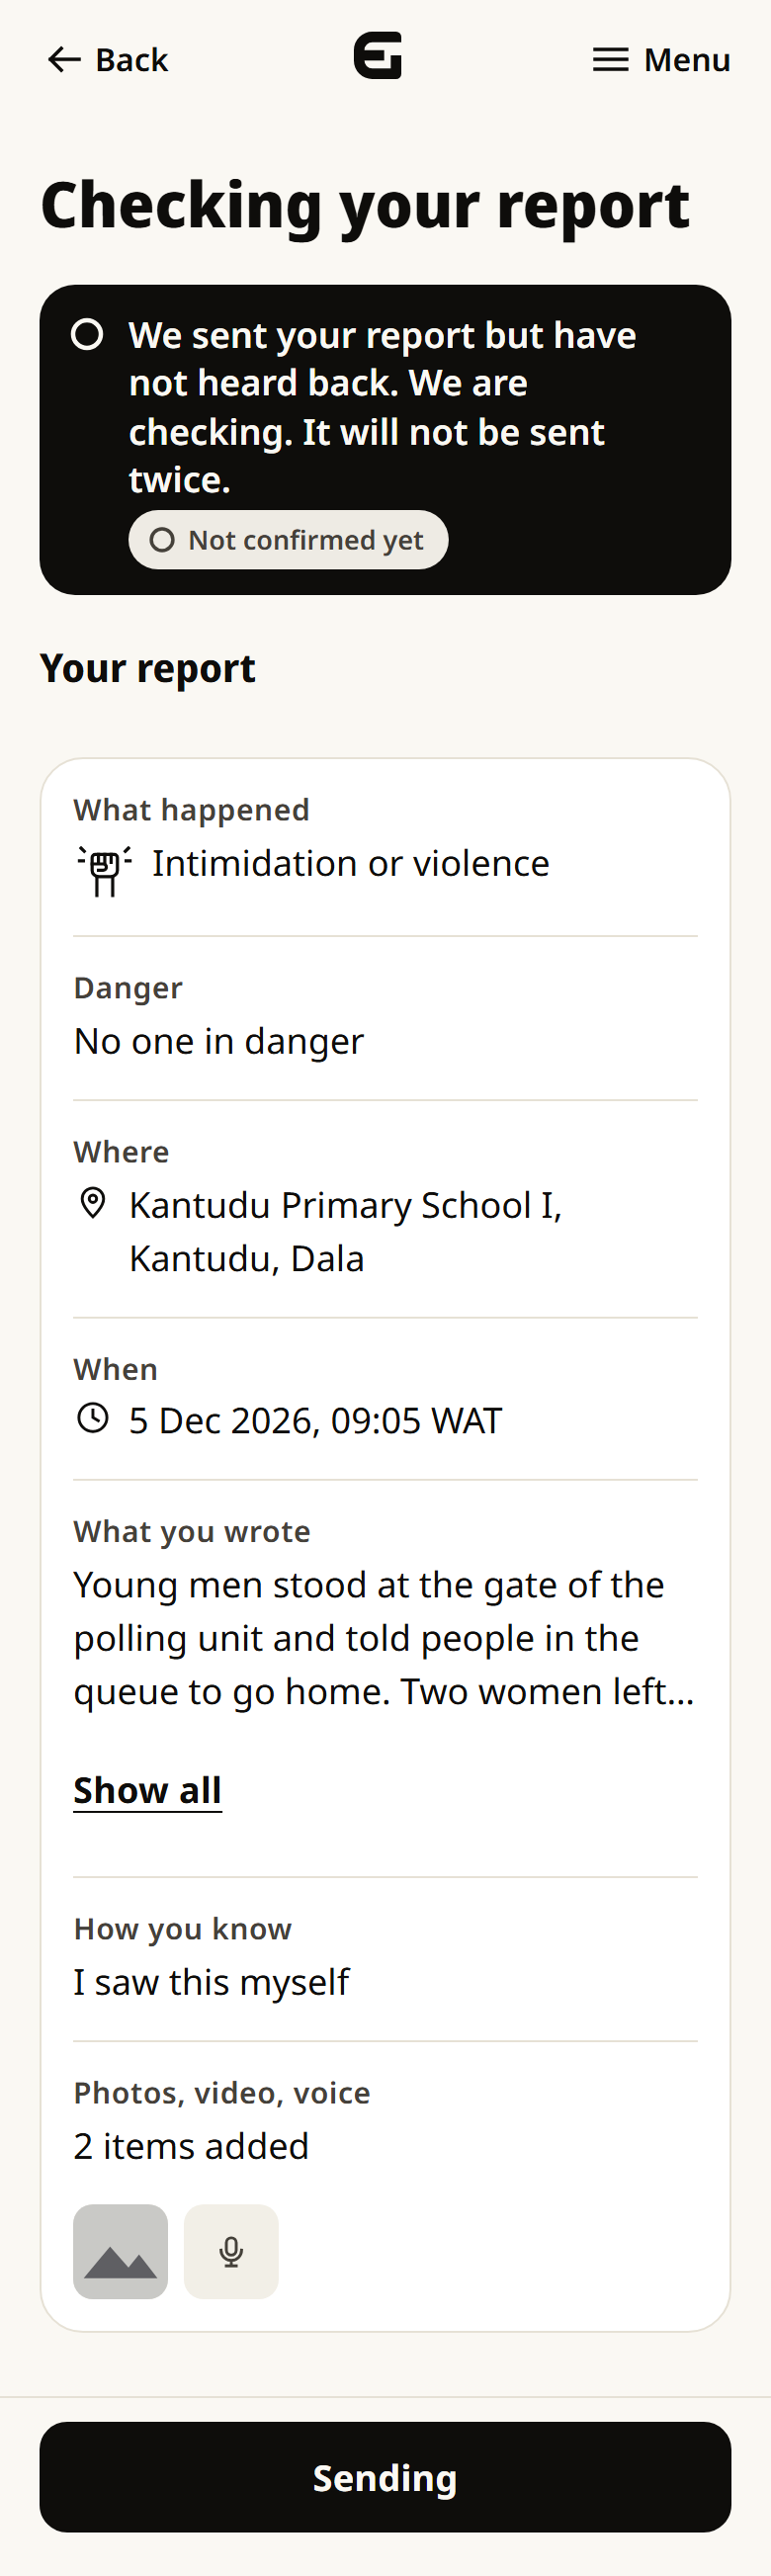 Back
Menu
Checking your report
We sent your report but have
not heard back. We are
checking. It will not be sent
twice.
Not confirmed yet
Your report
What happened
Intimidation or violence
Danger
No one in danger
Where
Kantudu Primary School I,
Kantudu, Dala
When
5 Dec 2026, 09:05 WAT
What you wrote
Young men stood at the gate of the
polling unit and told people in the
queue to go home. Two women left...
Show all
How you know
I saw this myself
Photos, video, voice
2 items added
Sending